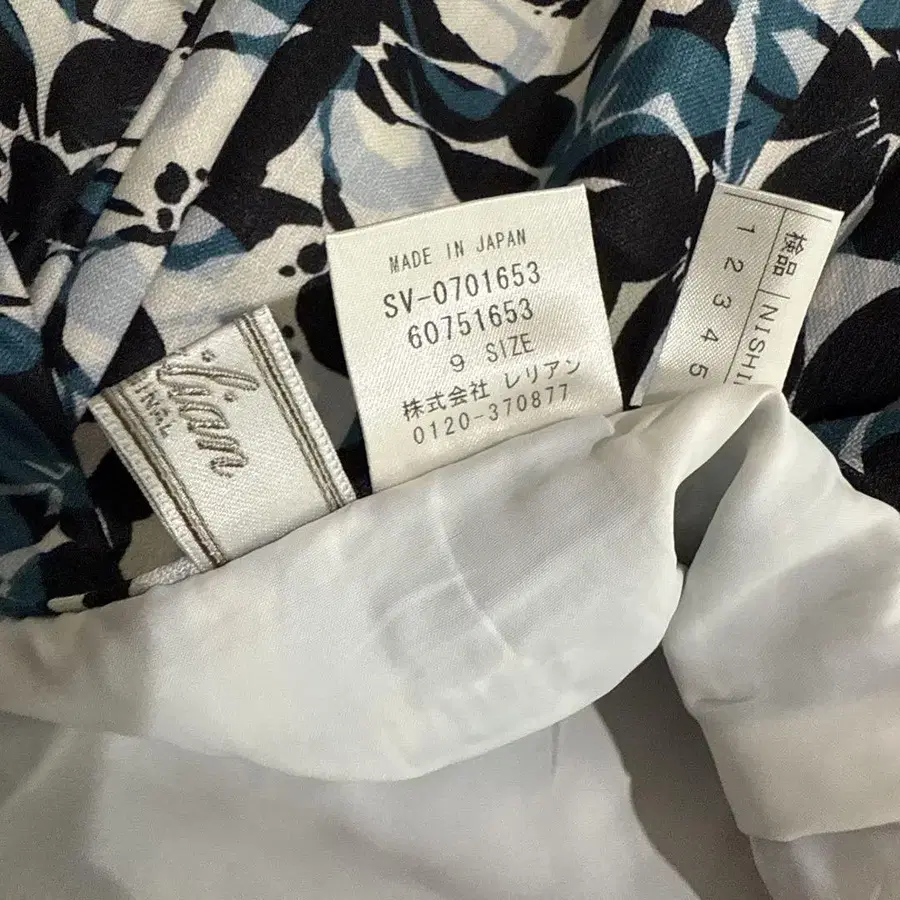 MADE IN JAPAN
SV-0701653
60751653
9 SIZE
株式会社 レリアン
0120-370877
検品
1 2 3 4 5